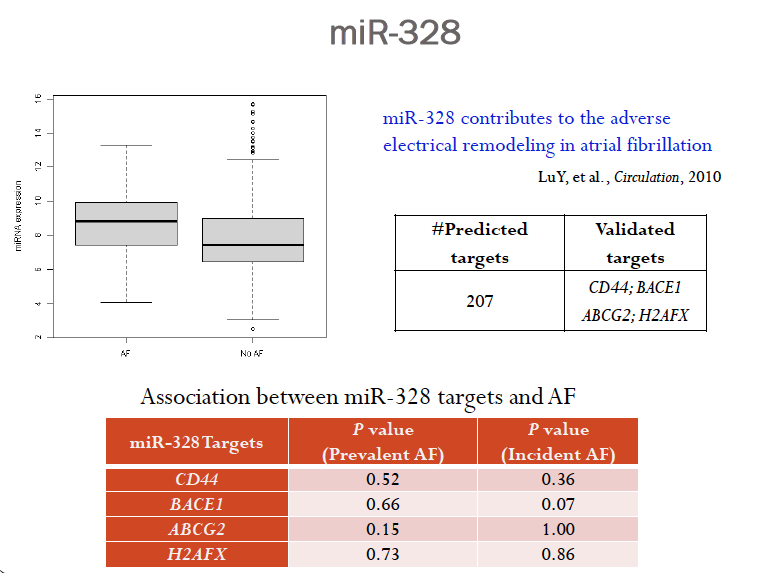 miR-328
16
14
12
10
8
6
4
2
miRNA expression
AF
No AF
miR-328 contributes to the adverse
electrical remodeling in atrial fibrillation
Lu Y, et al., Circulation, 2010
#Predicted targets
Validated targets
207
CD44; BACE1
ABCG2; H2AFX
Association between miR-328 targets and AF
miR-328 Targets
P value (Prevalent AF)
P value (Incident AF)
CD44 0.52 0.36
BACE1 0.66 0.07
ABCG2 0.15 1.00
H2AFX 0.73 0.86